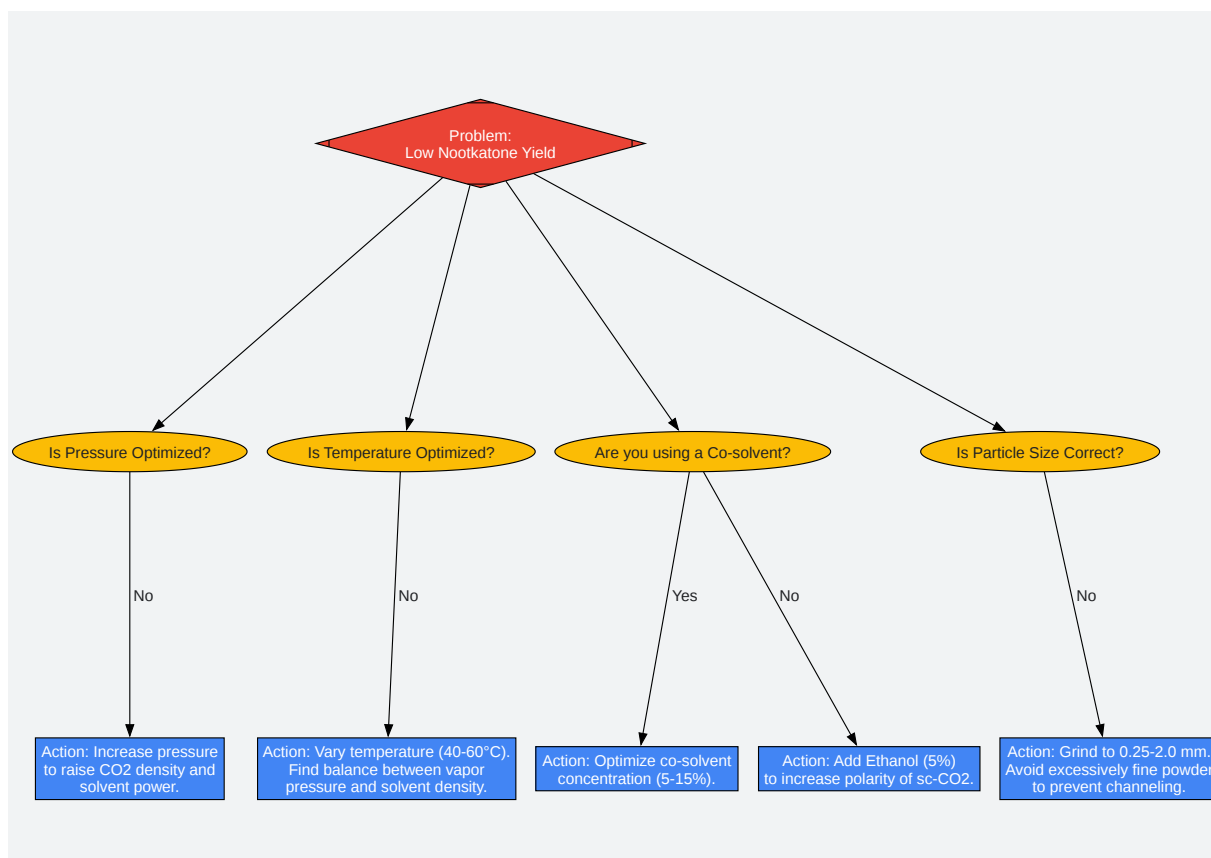 Problem:
Low Nootkatone Yield
Is Pressure Optimized?
Is Temperature Optimized?
Are you using a Co-solvent?
Is Particle Size Correct?
No
No
Yes
No
No
Action: Increase pressure
to raise CO2 density and
solvent power.
Action: Vary temperature (40-60°C).
Find balance between vapor
pressure and solvent density.
Action: Optimize co-solvent
concentration (5-15%).
Action: Add Ethanol (5%)
to increase polarity of sc-CO2.
Action: Grind to 0.25-2.0 mm.
Avoid excessively fine powder
to prevent channeling.